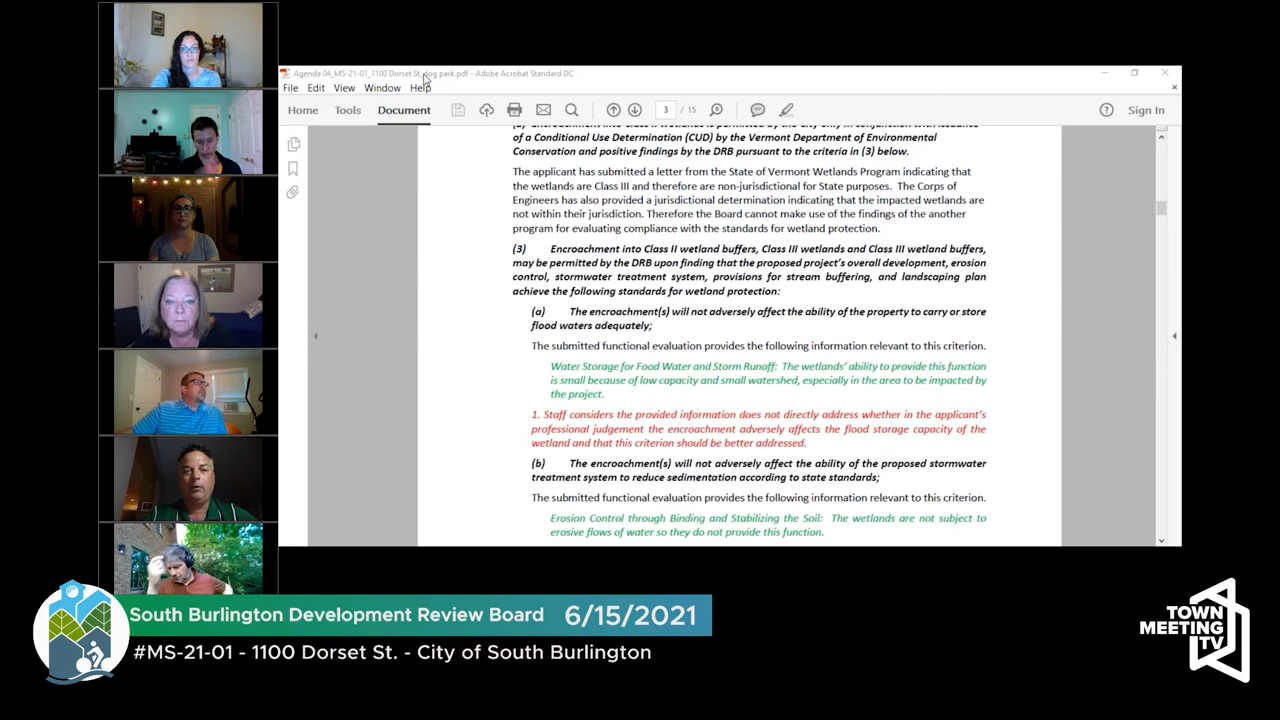 Agenda 04_MS-21-01_1100 Dorset St_dog park.pdf - Adobe Acrobat Standard DC
File Edit View Window Help
Home Tools Document 3 / 15 Sign In
(2) Encroachment into Class II wetlands is permitted by the City only in conjunction with issuance
of a Conditional Use Determination (CUD) by the Vermont Department of Environmental
Conservation and positive findings by the DRB pursuant to the criteria in (3) below.
The applicant has submitted a letter from the State of Vermont Wetlands Program indicating that
the wetlands are Class III and therefore are non-jurisdictional for State purposes. The Corps of
Engineers has also provided a jurisdictional determination indicating that the impacted wetlands are
not within their jurisdiction. Therefore the Board cannot make use of the findings of the another
program for evaluating compliance with the standards for wetland protection.
(3) Encroachment into Class II wetland buffers, Class III wetlands and Class III wetland buffers,
may be permitted by the DRB upon finding that the proposed project's overall development, erosion
control, stormwater treatment system, provisions for stream buffering, and landscaping plan
achieve the following standards for wetland protection:
(a) The encroachment(s) will not adversely affect the ability of the property to carry or store
flood waters adequately;
The submitted functional evaluation provides the following information relevant to this criterion.
Water Storage for Food Water and Storm Runoff: The wetlands' ability to provide this function
is small because of low capacity and small watershed, especially in the area to be impacted by
the project.
1. Staff considers the provided information does not directly address whether in the applicant's
professional judgement the encroachment adversely affects the flood storage capacity of the
wetland and that this criterion should be better addressed.
(b) The encroachment(s) will not adversely affect the ability of the proposed stormwater
treatment system to reduce sedimentation according to state standards;
The submitted functional evaluation provides the following information relevant to this criterion.
Erosion Control through Binding and Stabilizing the Soil: The wetlands are not subject to
erosive flows of water so they do not provide this function.
South Burlington Development Review Board 6/15/2021
#MS-21-01 - 1100 Dorset St. - City of South Burlington
TOWN
MEETING
TV